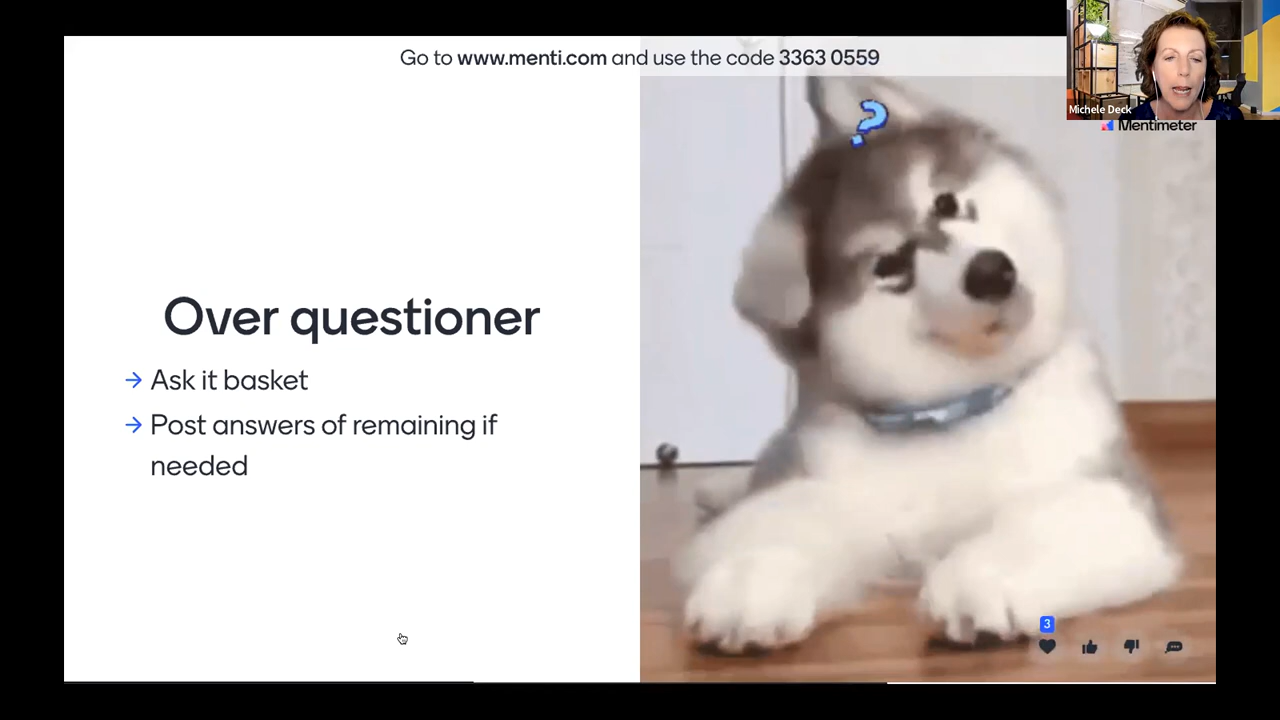 Go to www.menti.com and use the code 3363 0559
Michele Deck
Mentimeter
?
Over questioner
→ Ask it basket
→ Post answers of remaining if
needed
3